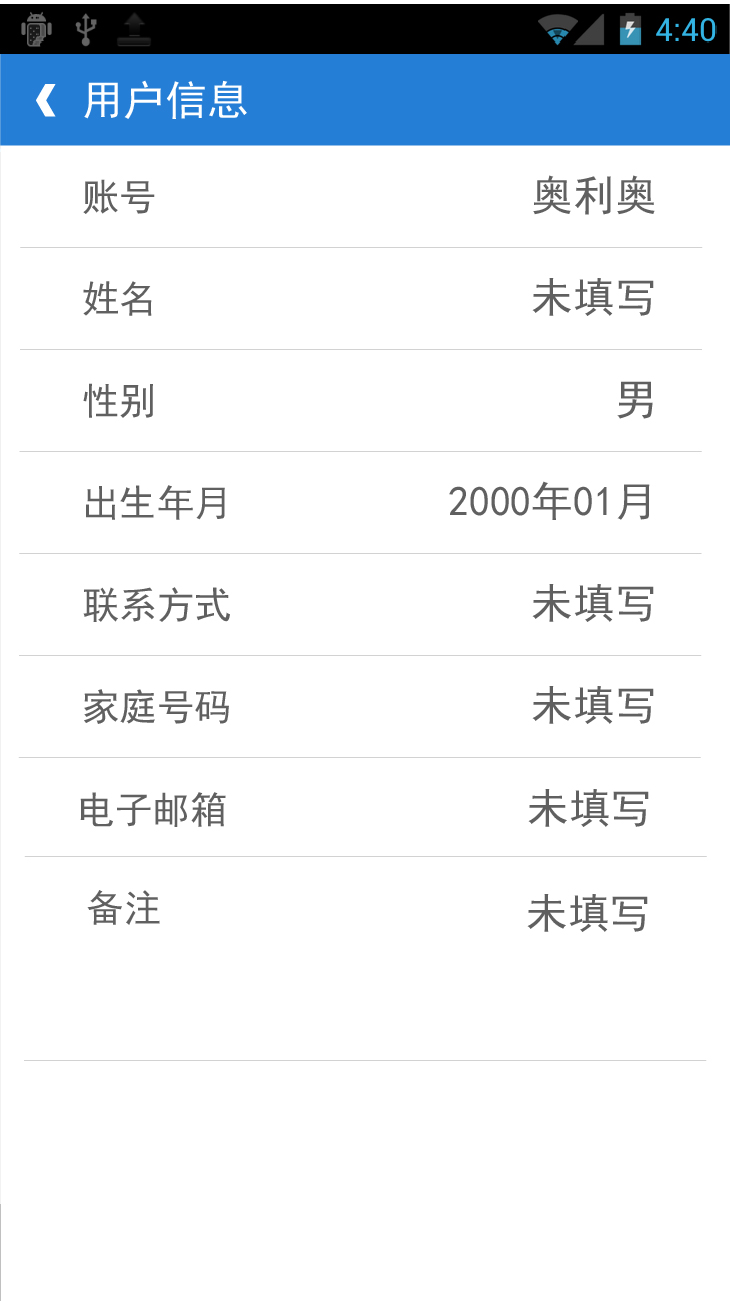 4:40
用户信息
账号 奥利奥
姓名 未填写
性别 男
出生年月 2000年01月
联系方式 未填写
家庭号码 未填写
电子邮箱 未填写
备注 未填写